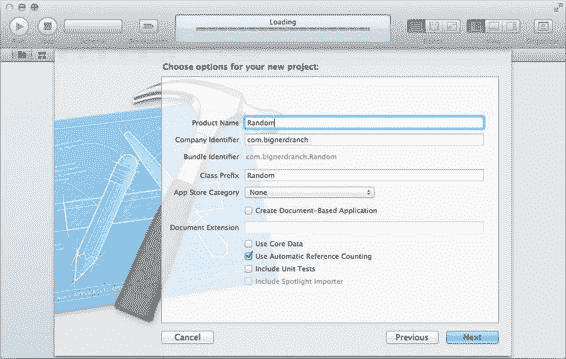 Loading
Choose options for your new project:
Product Name Random
Company Identifier com.bignerdranch
Bundle Identifier com.bignerdranch.Random
Class Prefix Random
App Store Category None
Create Document-Based Application
Document Extension
Use Core Data
Use Automatic Reference Counting
Include Unit Tests
Include Spotlight Importer
Cancel Previous Next